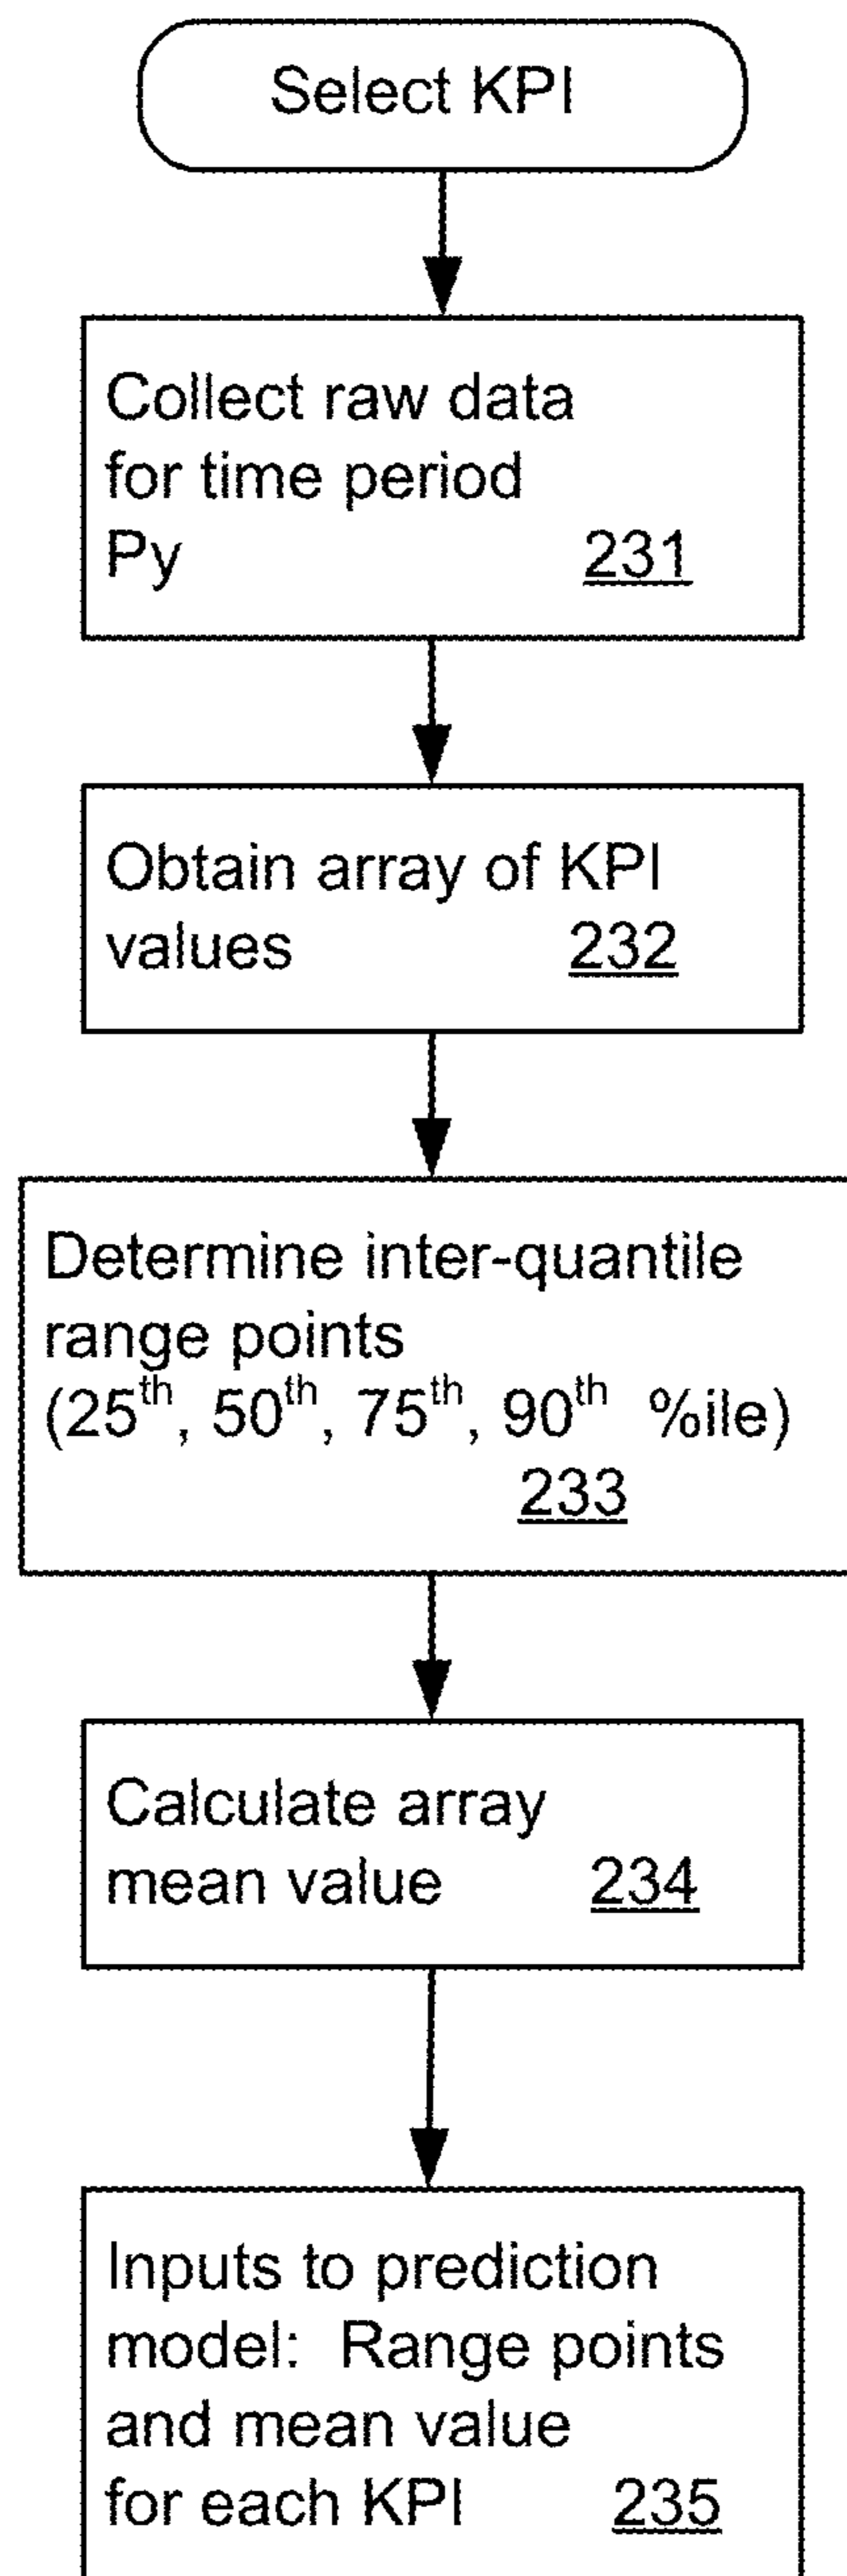 Select KPI
Collect raw data
for time period
Py 231
Obtain array of KPI
values 232
Determine inter-quantile
range points
(25th, 50th, 75th, 90th %ile)
233
Calculate array
mean value 234
Inputs to prediction
model: Range points
and mean value
for each KPI 235